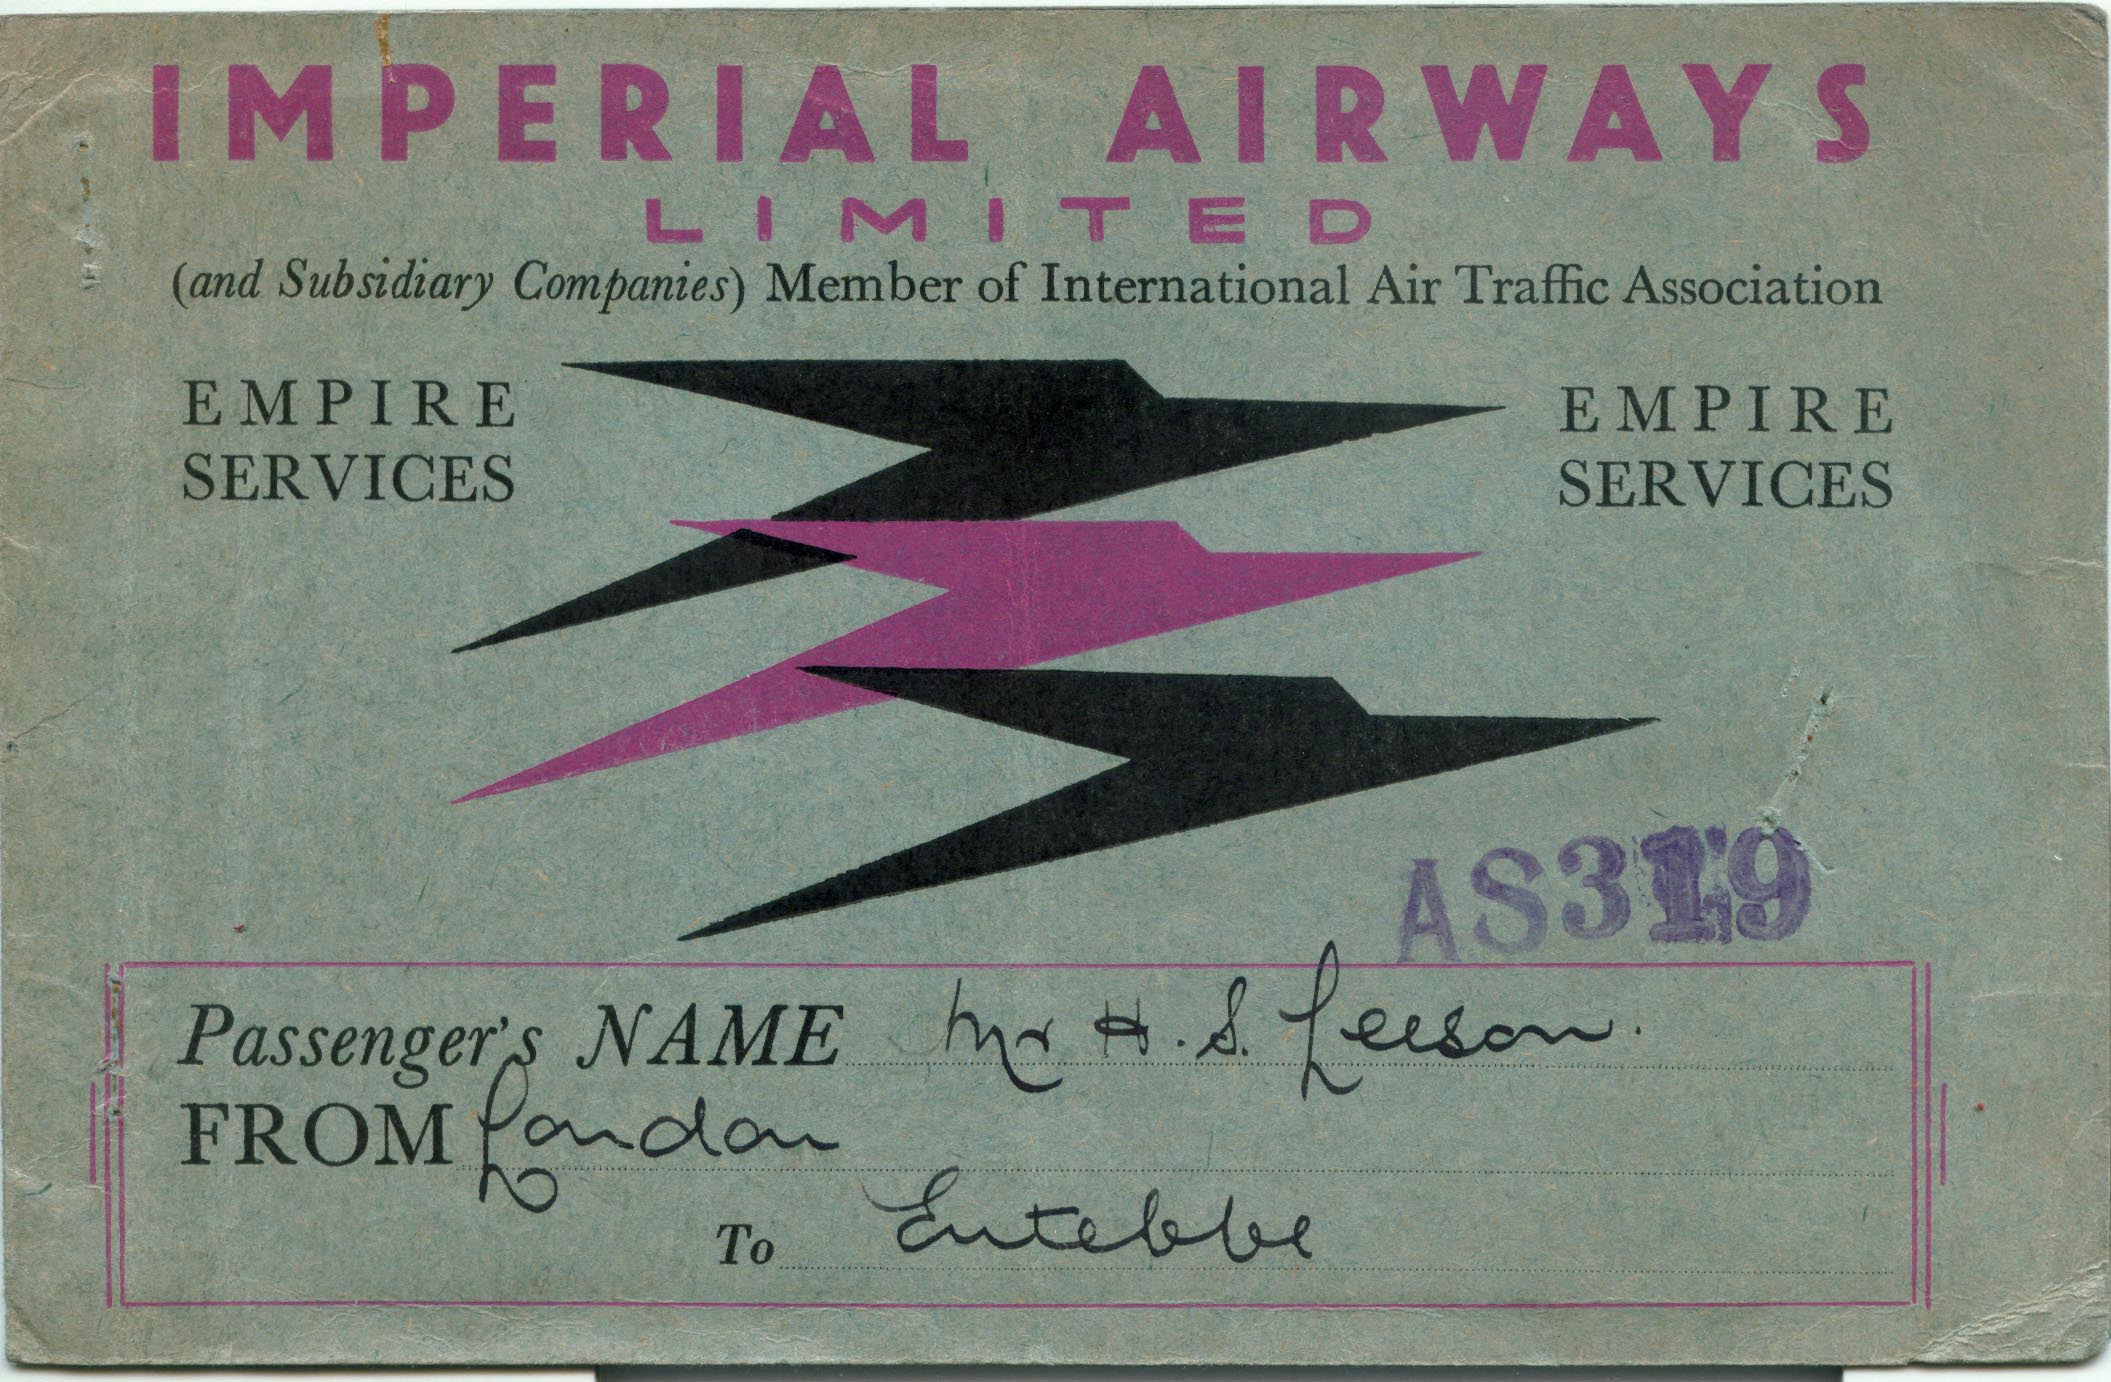 IMPERIAL AIRWAYS
LIMITED
(and Subsidiary Companies) Member of International Air Traffic Association
EMPIRE
SERVICES
EMPIRE
SERVICES
Passenger's NAME Mr H. S. Leeson.
FROM London
To Entebbe